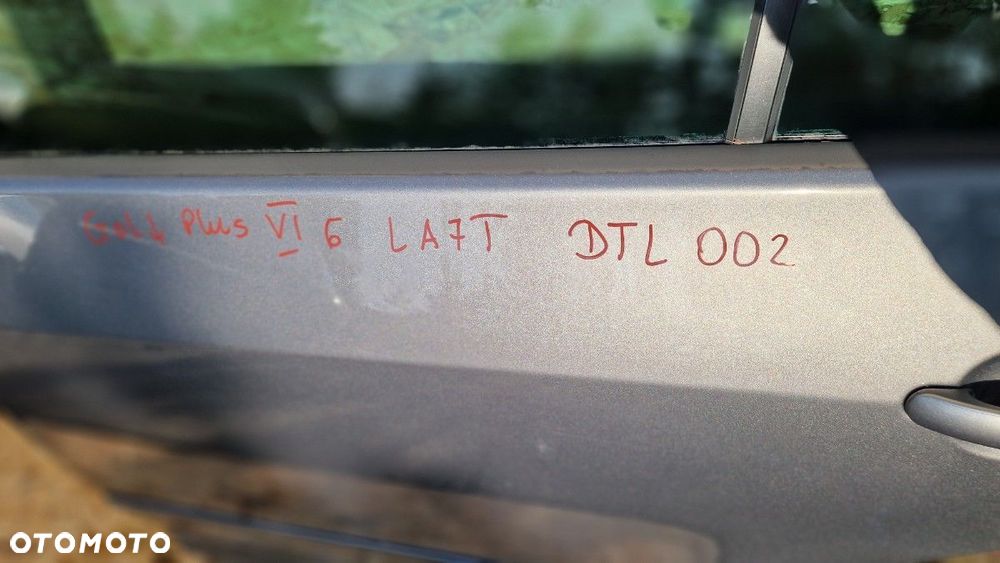 Golf Plus VI 6 LA7T DTL 002
OTOMOTO